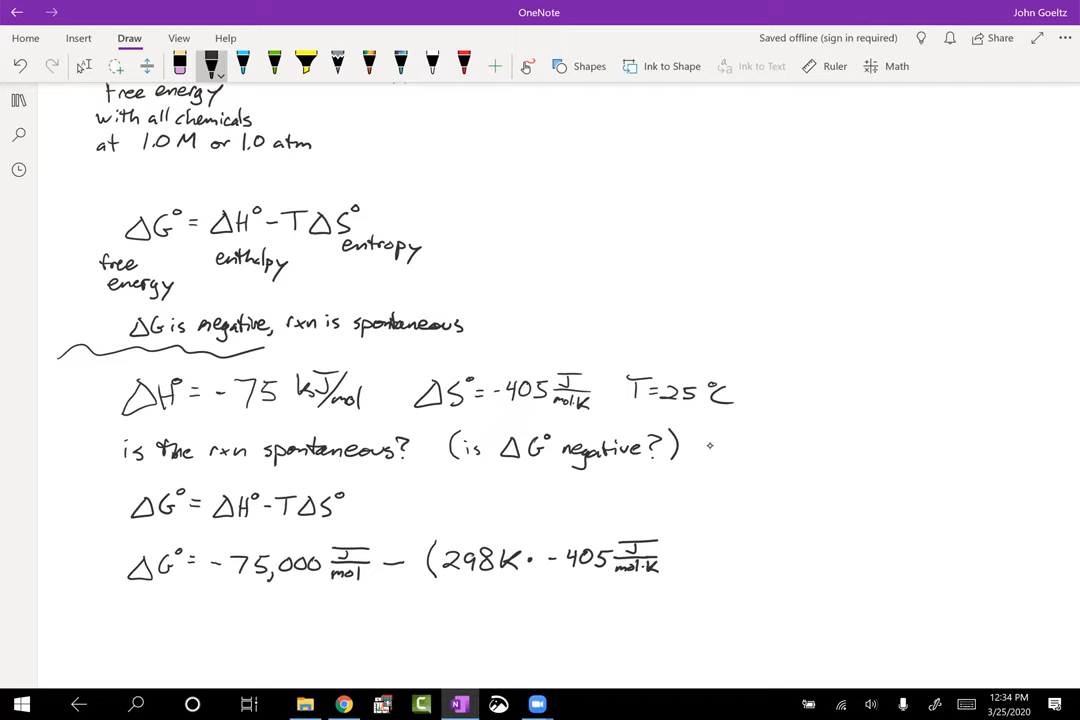 OneNote
John Goeltz
Home Insert Draw View Help
Saved offline (sign in required)
Share
Shapes Ink to Shape Ink to Text Ruler Math
free energy
with all chemicals
at 1.0 M or 1.0 atm
ΔG° = ΔH° - TΔS°
free energy
enthalpy
entropy
ΔG is negative, rxn is spontaneous
ΔH° = -75 kJ/mol ΔS° = -405 J/mol·K T = 25 °C
is the rxn spontaneous? (is ΔG° negative?)
ΔG° = ΔH° - TΔS°
ΔG° = -75,000 J/mol - (298K · -405 J/mol·K
12:34 PM
3/25/2020